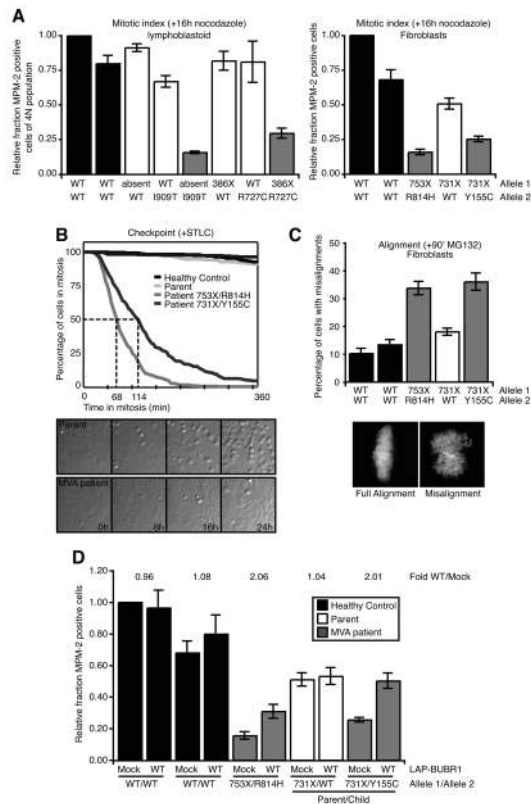 A
Mitotic index (+16h nocodazole)
lymphoblastoid
Relative fraction MPM-2 positive
cells of 4N population
1.00
0.75
0.50
0.25
0
WT WT absent WT absent 386X WT 386X
WT WT WT I909T I909T WT R727C R727C
Mitotic index (+16h nocodazole)
Fibroblasts
Relative fraction MPM-2 positive cells
1.00
0.75
0.50
0.25
0
WT WT 753X 731X 731X Allele 1
WT WT R814H WT Y155C Allele 2
B
Checkpoint (+STLC)
Percentage of cells in mitosis
100
75
50
25
0
Healthy Control
Parent
Patient 753X/R814H
Patient 731X/Y155C
0 68 114 360
Time in mitosis (min)
Parent
MVA patient
0h 8h 16h 24h
C
Alignment (+90' MG132)
Fibroblasts
Percentage of cells with misalignments
50
40
30
20
10
0
WT WT 753X 731X 731X Allele 1
WT WT R814H WT Y155C Allele 2
Full Alignment Misalignment
D
Relative fraction MPM-2 positive cells
1.20
1.00
0.80
0.60
0.40
0.20
0
0.96 1.08 2.06 1.04 2.01 Fold WT/Mock
Healthy Control
Parent
MVA patient
Mock WT Mock WT Mock WT Mock WT Mock WT LAP-BUBR1
WT/WT WT/WT 753X/R814H 731X/WT 731X/Y155C Allele 1/Allele 2
Parent/Child